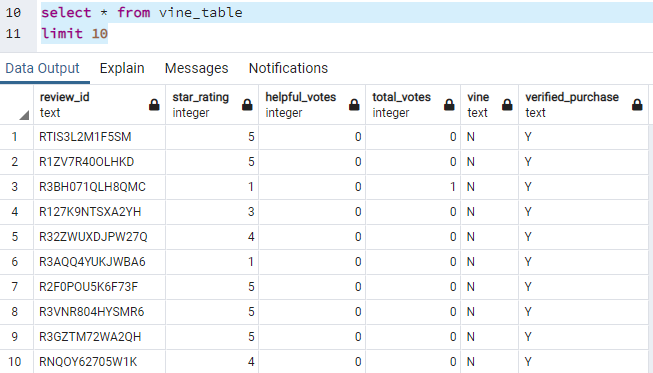 10 select * from vine_table
11 limit 10
Data Output Explain Messages Notifications
review_id star_rating helpful_votes total_votes vine verified_purchase
text integer integer integer text text
1 RTIS3L2M1F5SM 5 0 0 N Y
2 R1ZV7R40OLHKD 5 0 0 N Y
3 R3BH071QLH8QMC 1 0 1 N Y
4 R127K9NTSXA2YH 3 0 0 N Y
5 R32ZWUXDJPW27Q 4 0 0 N Y
6 R3AQQ4YUKJWBA6 1 0 0 N Y
7 R2F0POU5K6F73F 5 0 0 N Y
8 R3VNR804HYSMR6 5 0 0 N Y
9 R3GZTM72WA2QH 5 0 0 N Y
10 RNQOY62705W1K 4 0 0 N Y